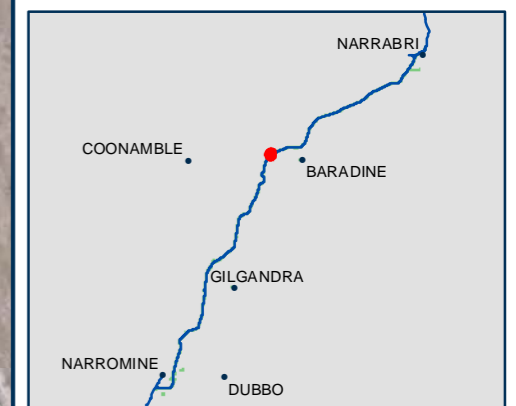 NARRABRI
COONAMBLE
BARADINE
GILGANDRA
NARROMINE
DUBBO